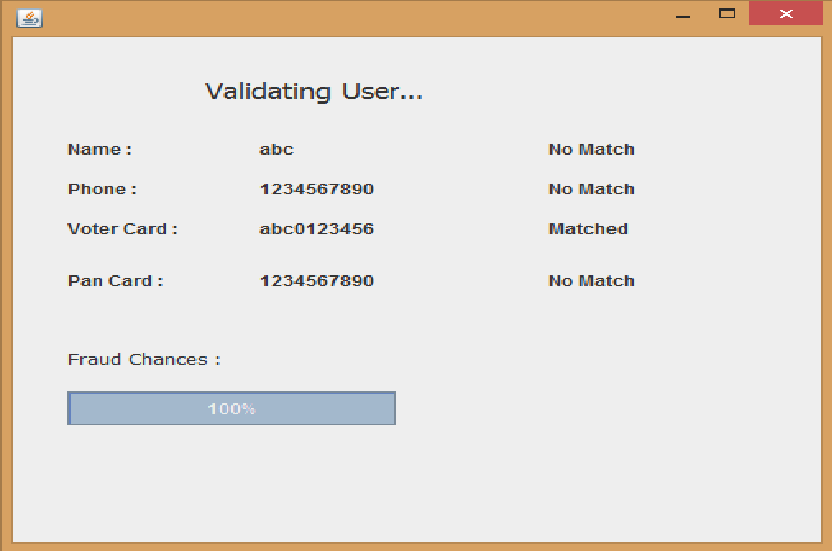 Validating User...
Name : abc No Match
Phone : 1234567890 No Match
Voter Card : abc0123456 Matched
Pan Card : 1234567890 No Match
Fraud Chances :
100%